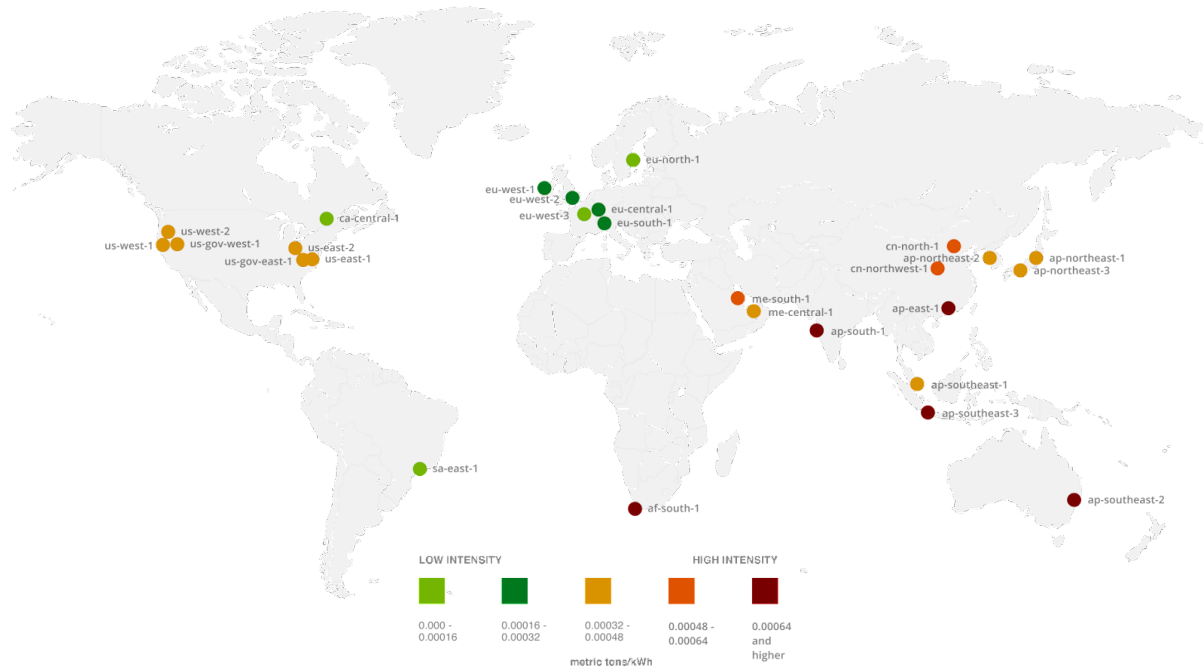 eu-north-1
eu-west-1
eu-west-2
eu-central-1
eu-west-3
eu-south-1
ca-central-1
us-west-2
us-west-1
us-gov-west-1
us-east-2
us-gov-east-1
us-east-1
cn-north-1
ap-northeast-2
ap-northeast-1
cn-northwest-1
ap-northeast-3
me-south-1
me-central-1
ap-east-1
ap-south-1
ap-southeast-1
ap-southeast-3
sa-east-1
af-south-1
ap-southeast-2
LOW INTENSITY
HIGH INTENSITY
0.000 -
0.00016
0.00016 -
0.00032
0.00032 -
0.00048
0.00048 -
0.00064
0.00064
and
higher
metric tons/kWh